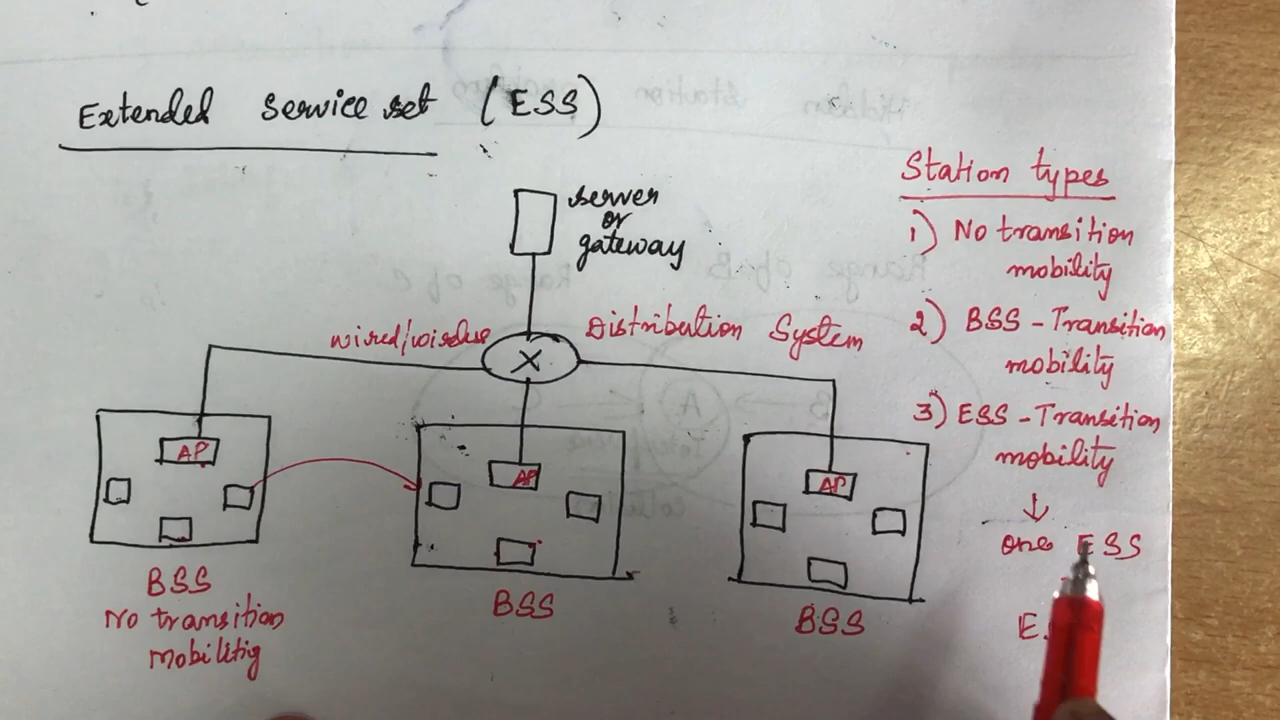 Extended Service set (ESS)
server
or
gateway
wired/wireless
Distribution System
X
AP
AP
AP
BSS
No transition
mobilitiy
BSS
BSS
Station types
1) No transition
mobility
2) BSS - Transition
mobility
3) ESS - Transition
mobility
↓
one ESS